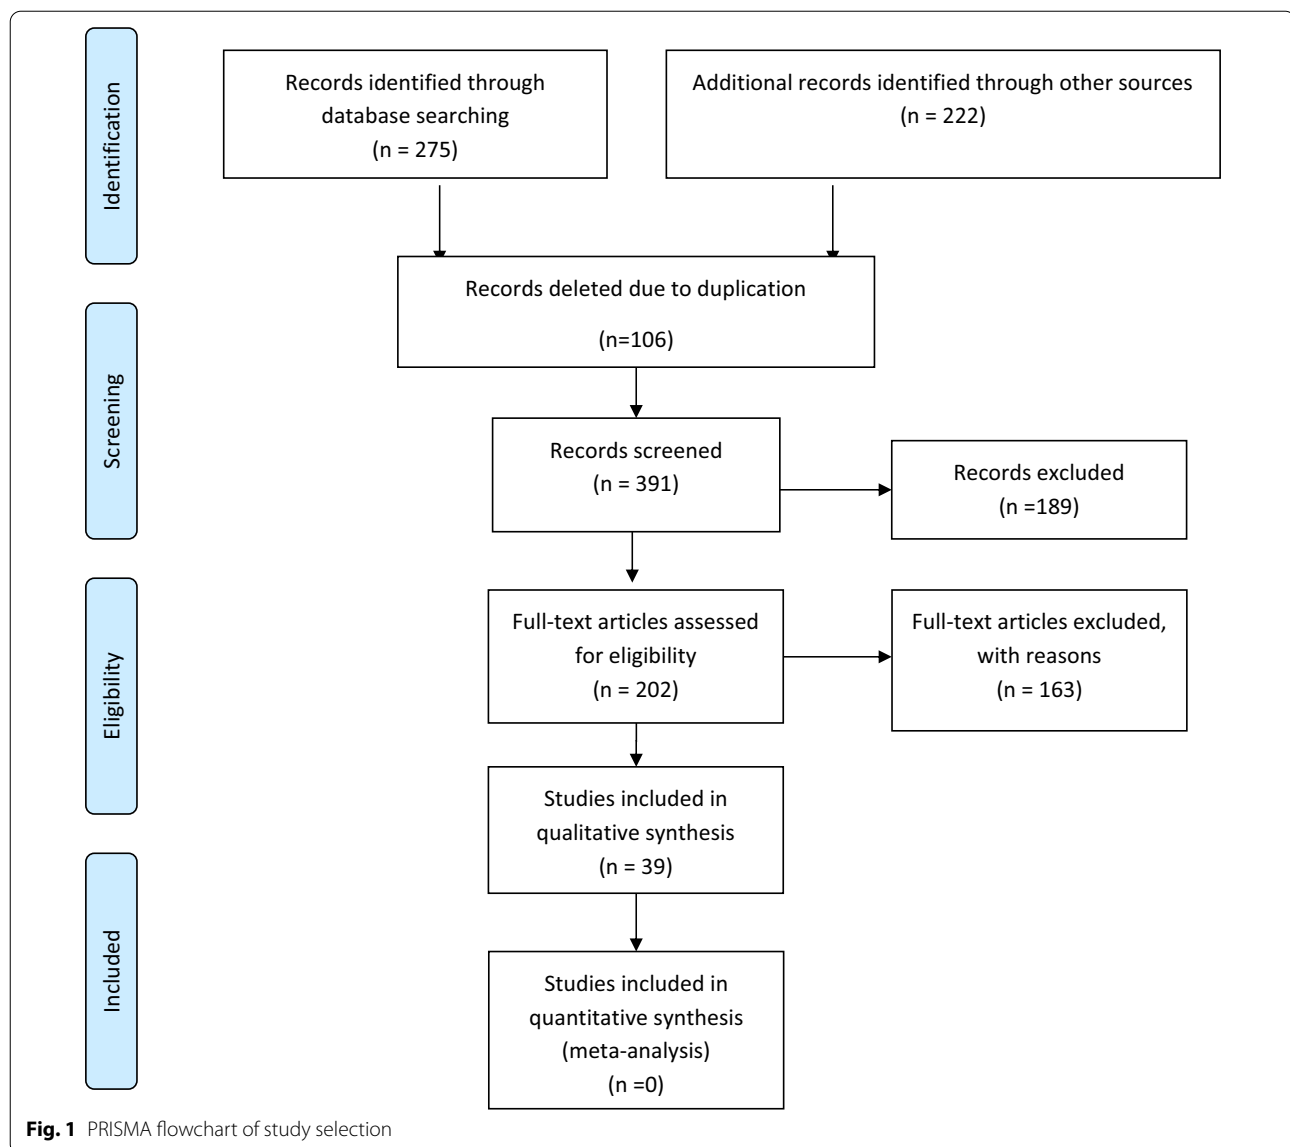 Identification
Records identified through
database searching
(n = 275)
Additional records identified through other sources
(n = 222)
Records deleted due to duplication
(n=106)
Screening
Records screened
(n = 391)
Records excluded
(n =189)
Eligibility
Full-text articles assessed
for eligibility
(n = 202)
Full-text articles excluded,
with reasons
(n = 163)
Studies included in
qualitative synthesis
(n = 39)
Included
Studies included in
quantitative synthesis
(meta-analysis)
(n =0)
Fig. 1 PRISMA flowchart of study selection